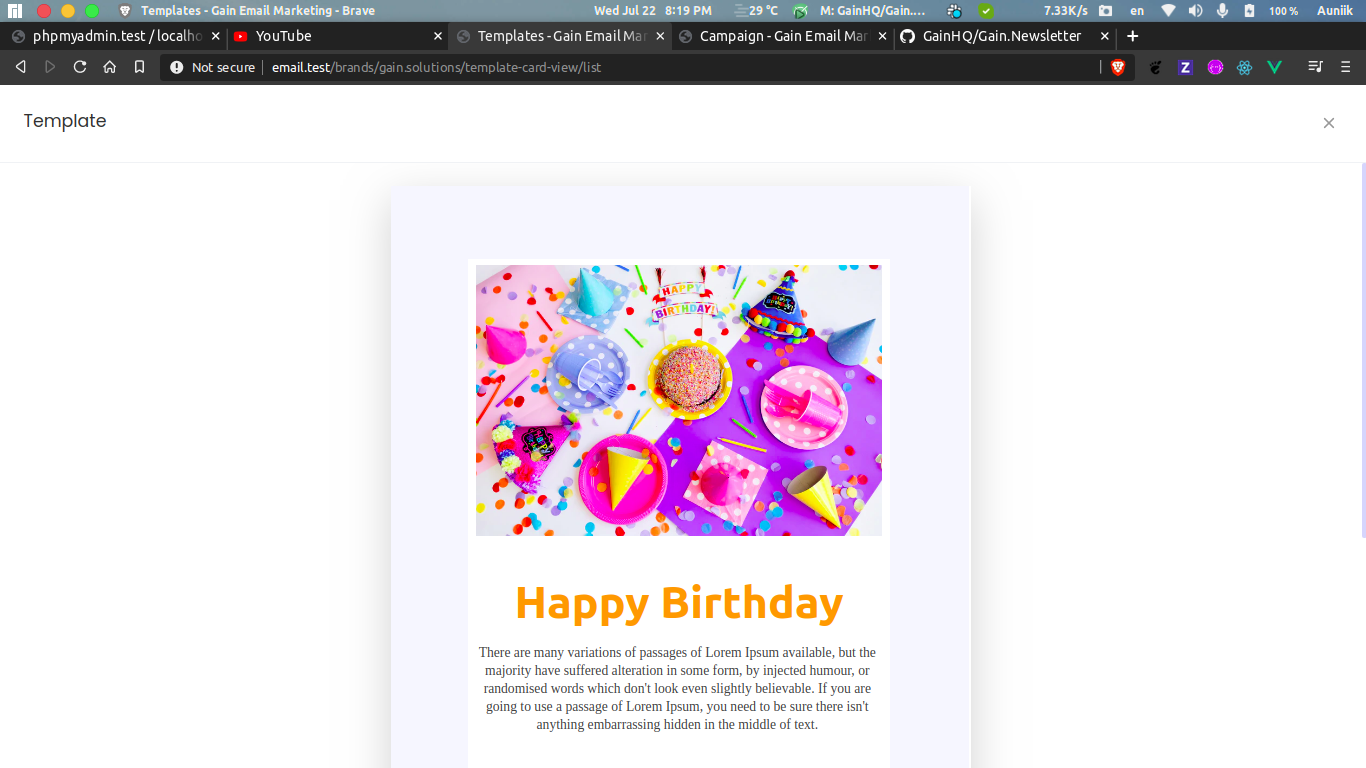 Templates - Gain Email Marketing - Brave
Wed Jul 22 8:19 PM
29 °C
M: GainHQ/Gain....
7.33K/s
en
100 %
Auniik
phpmyadmin.test / localho
YouTube
Templates - Gain Email Mar
Campaign - Gain Email Mar
GainHQ/Gain.Newsletter
Not secure
email.test/brands/gain.solutions/template-card-view/list
Z
Template
HAPPY
BIRTHDAY!
Happy Birthday
There are many variations of passages of Lorem Ipsum available, but the
majority have suffered alteration in some form, by injected humour, or
randomised words which don't look even slightly believable. If you are
going to use a passage of Lorem Ipsum, you need to be sure there isn't
anything embarrassing hidden in the middle of text.